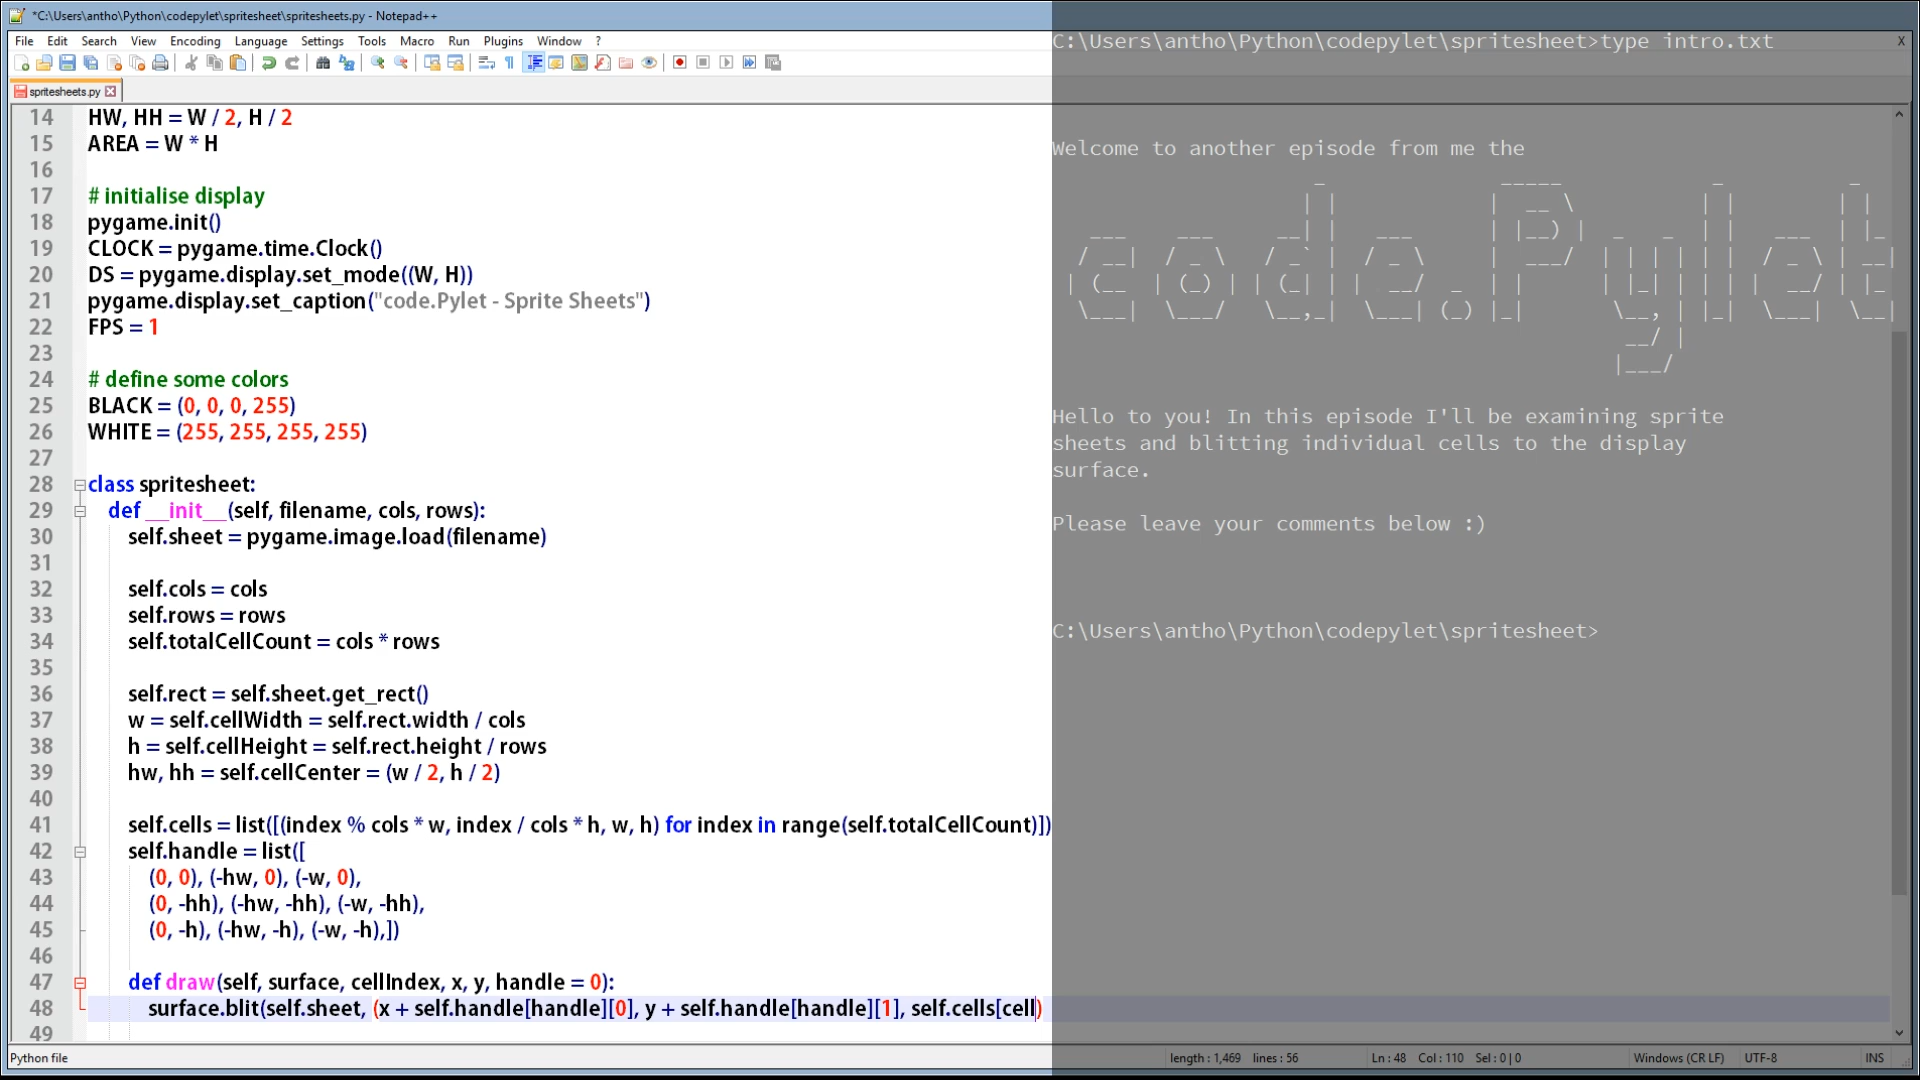 *C:\Users\antho\Python\codepylet\spritesheet\spritesheets.py - Notepad++
File Edit Search View Encoding Language Settings Tools Macro Run Plugins Window ?
X
spritesheets.py
14 HW, HH = W / 2, H / 2
15 AREA = W * H
16
17 # initialise display
18 pygame.init()
19 CLOCK = pygame.time.Clock()
20 DS = pygame.display.set_mode((W, H))
21 pygame.display.set_caption("code.Pylet - Sprite Sheets")
22 FPS = 1
23
24 # define some colors
25 BLACK = (0, 0, 0, 255)
26 WHITE = (255, 255, 255, 255)
27
28 class spritesheet:
29 def __init__(self, filename, cols, rows):
30 self.sheet = pygame.image.load(filename)
31
32 self.cols = cols
33 self.rows = rows
34 self.totalCellCount = cols * rows
35
36 self.rect = self.sheet.get_rect()
37 w = self.cellWidth = self.rect.width / cols
38 h = self.cellHeight = self.rect.height / rows
39 hw, hh = self.cellCenter = (w / 2, h / 2)
40
41 self.cells = list([(index % cols * w, index / cols * h, w, h) for index in range(self.totalCellCount)])
42 self.handle = list([
43 (0, 0), (-hw, 0), (-w, 0),
44 (0, -hh), (-hw, -hh), (-w, -hh),
45 (0, -h), (-hw, -h), (-w, -h),])
46
47 def draw(self, surface, cellIndex, x, y, handle = 0):
48 surface.blit(self.sheet, (x + self.handle[handle][0], y + self.handle[handle][1], self.cells[cell)
49
C:\Users\antho\Python\codepylet\spritesheet>type intro.txt
Welcome to another episode from me the
code.Pylet
Hello to you! In this episode I'll be examining sprite
sheets and blitting individual cells to the display
surface.
Please leave your comments below :)
C:\Users\antho\Python\codepylet\spritesheet>
Python file length : 1,469 lines : 56 Ln : 48 Col : 110 Sel : 0 | 0 Windows (CR LF) UTF-8 INS